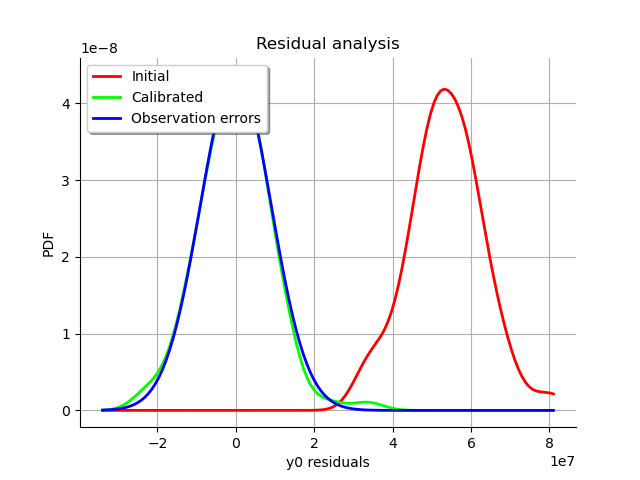 Residual analysis
1e−8
Initial
Calibrated
Observation errors
4
3
2
1
0
PDF
−2 0 2 4 6 8
1e7
y0 residuals